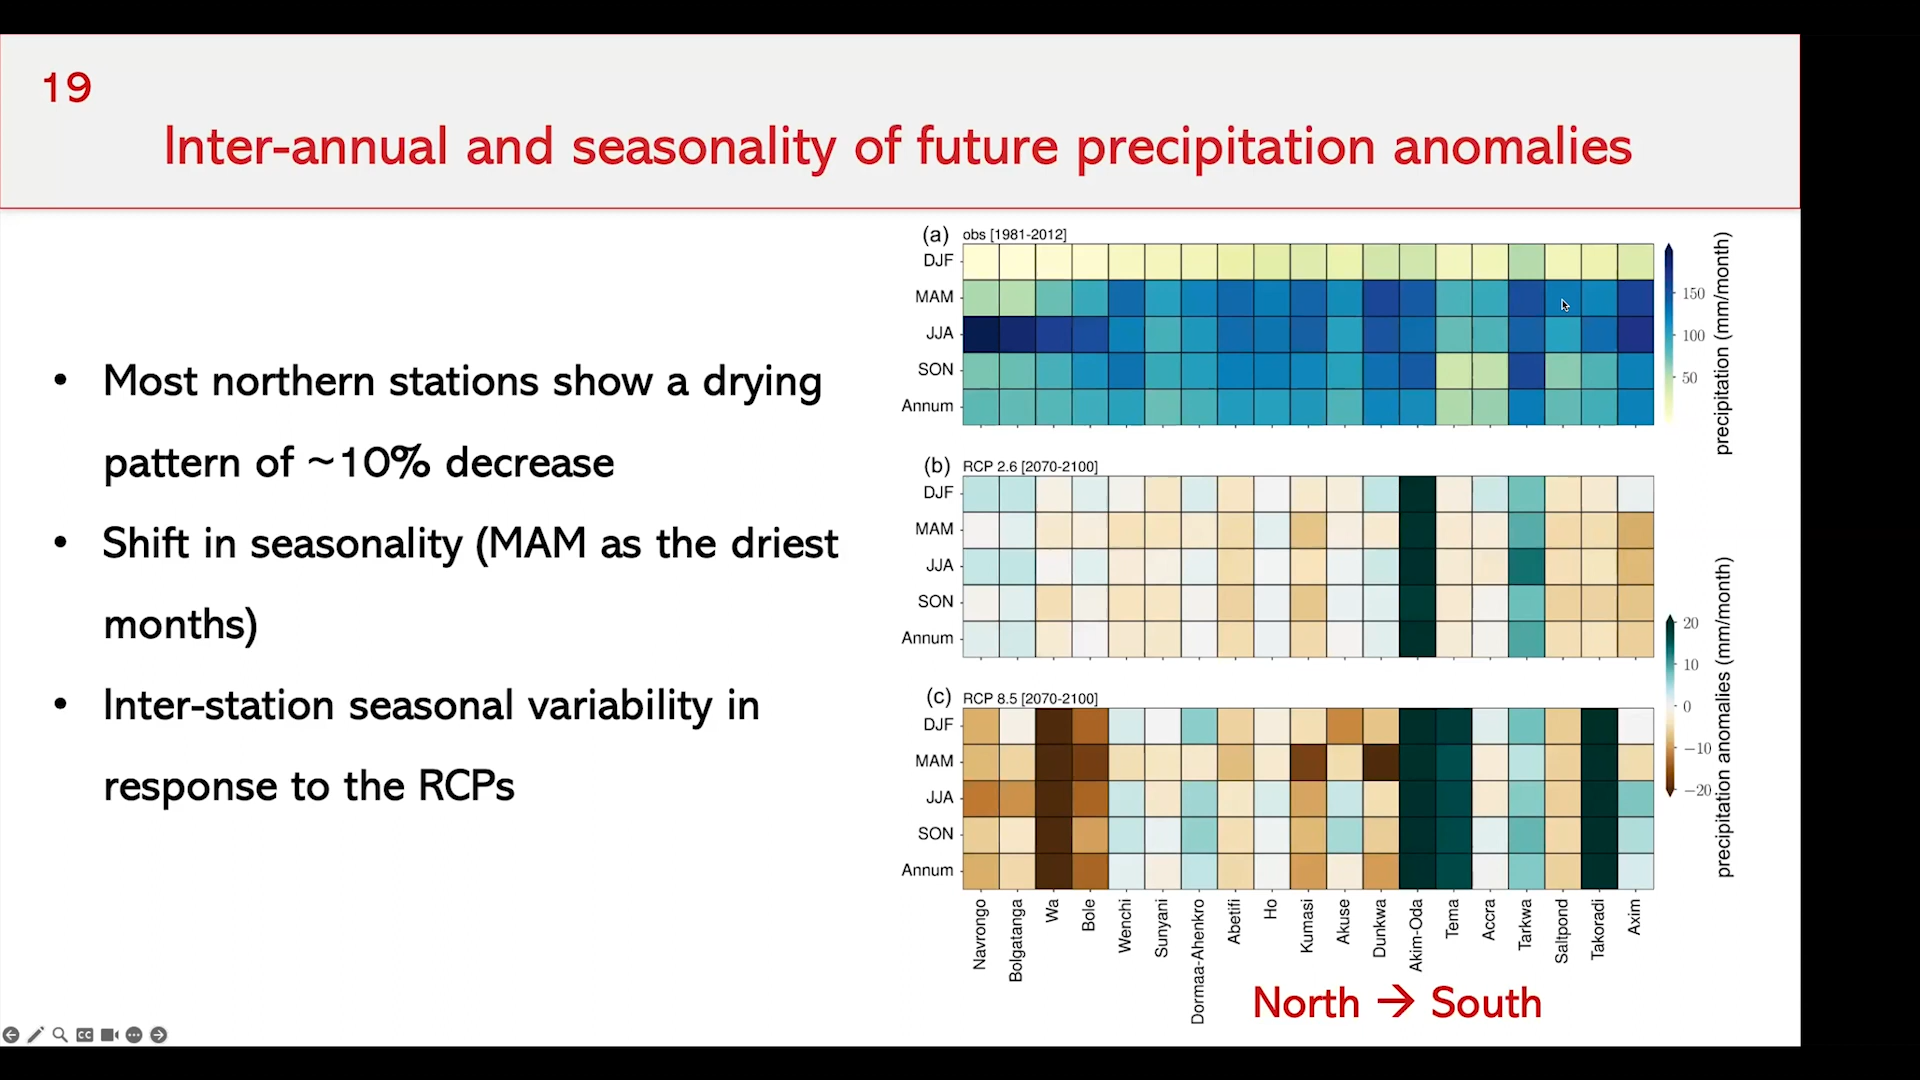 19
Inter-annual and seasonality of future precipitation anomalies
• Most northern stations show a drying
pattern of ~10% decrease
• Shift in seasonality (MAM as the driest
months)
• Inter-station seasonal variability in
response to the RCPs
(a) obs [1981-2012]
DJF
MAM
JJA
SON
Annum
150
100
50
precipitation (mm/month)
(b) RCP 2.6 [2070-2100]
DJF
MAM
JJA
SON
Annum
(c) RCP 8.5 [2070-2100]
DJF
MAM
JJA
SON
Annum
20
10
0
−10
−20
precipitation anomalies (mm/month)
Navrongo
Bolgatanga
Wa
Bole
Wenchi
Sunyani
Dormaa-Ahenkro
Abetifi
Ho
Kumasi
Akuse
Dunkwa
Akim-Oda
Tema
Accra
Tarkwa
Saltpond
Takoradi
Axim
North → South
CC